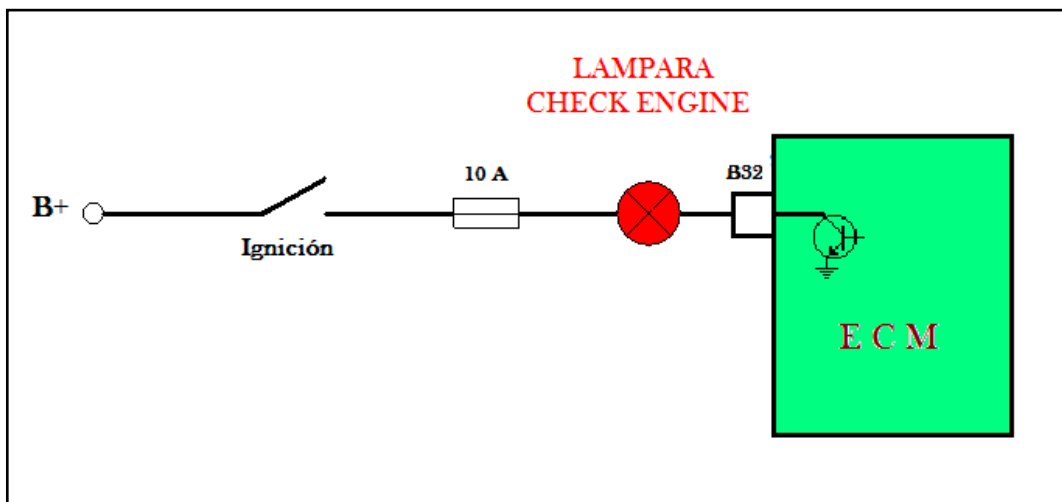 LAMPARA
CHECK ENGINE
10 A
B32
B+
Ignición
E C M